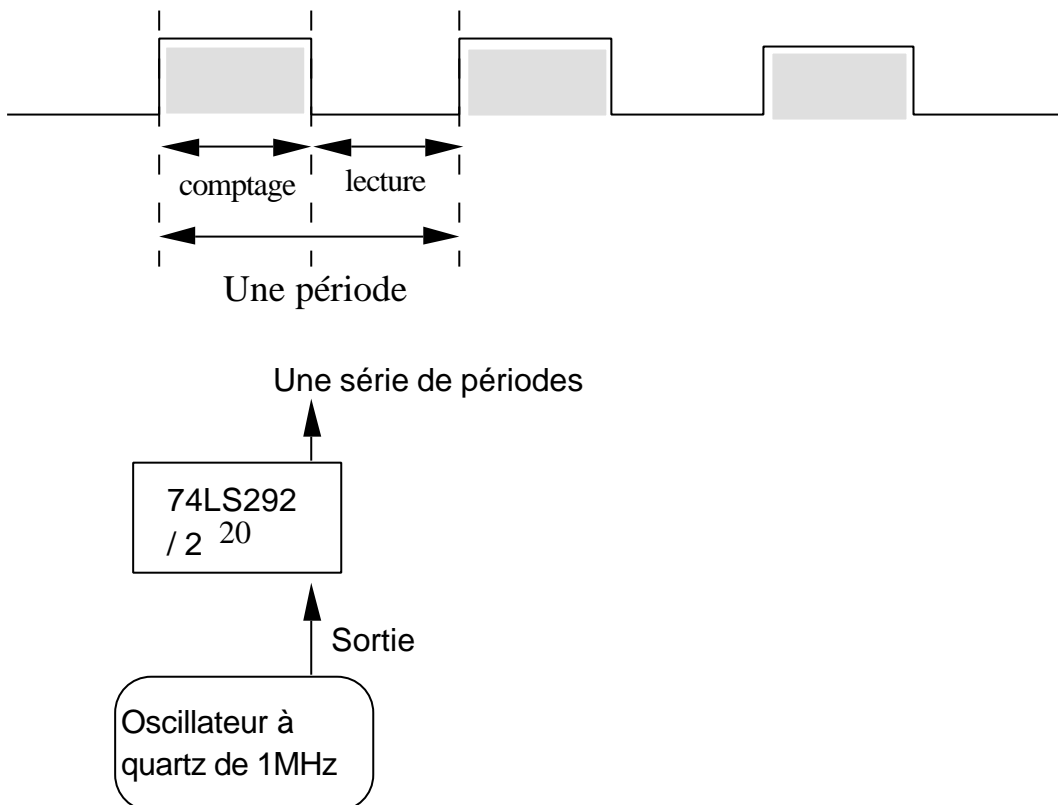 comptage
lecture
Une période
Une série de périodes
74LS292
/ 2 20
Sortie
Oscillateur à
quartz de 1MHz